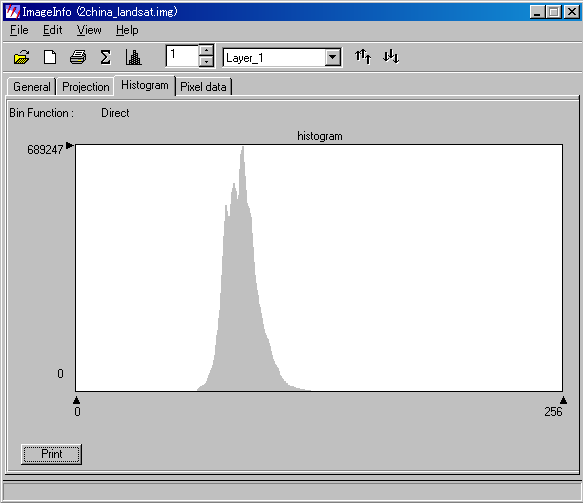 ImageInfo (2china_landsat.img)
File Edit View Help
1 Layer_1
General Projection Histogram Pixel data
Bin Function : Direct
histogram
689247
0
0 256
Print